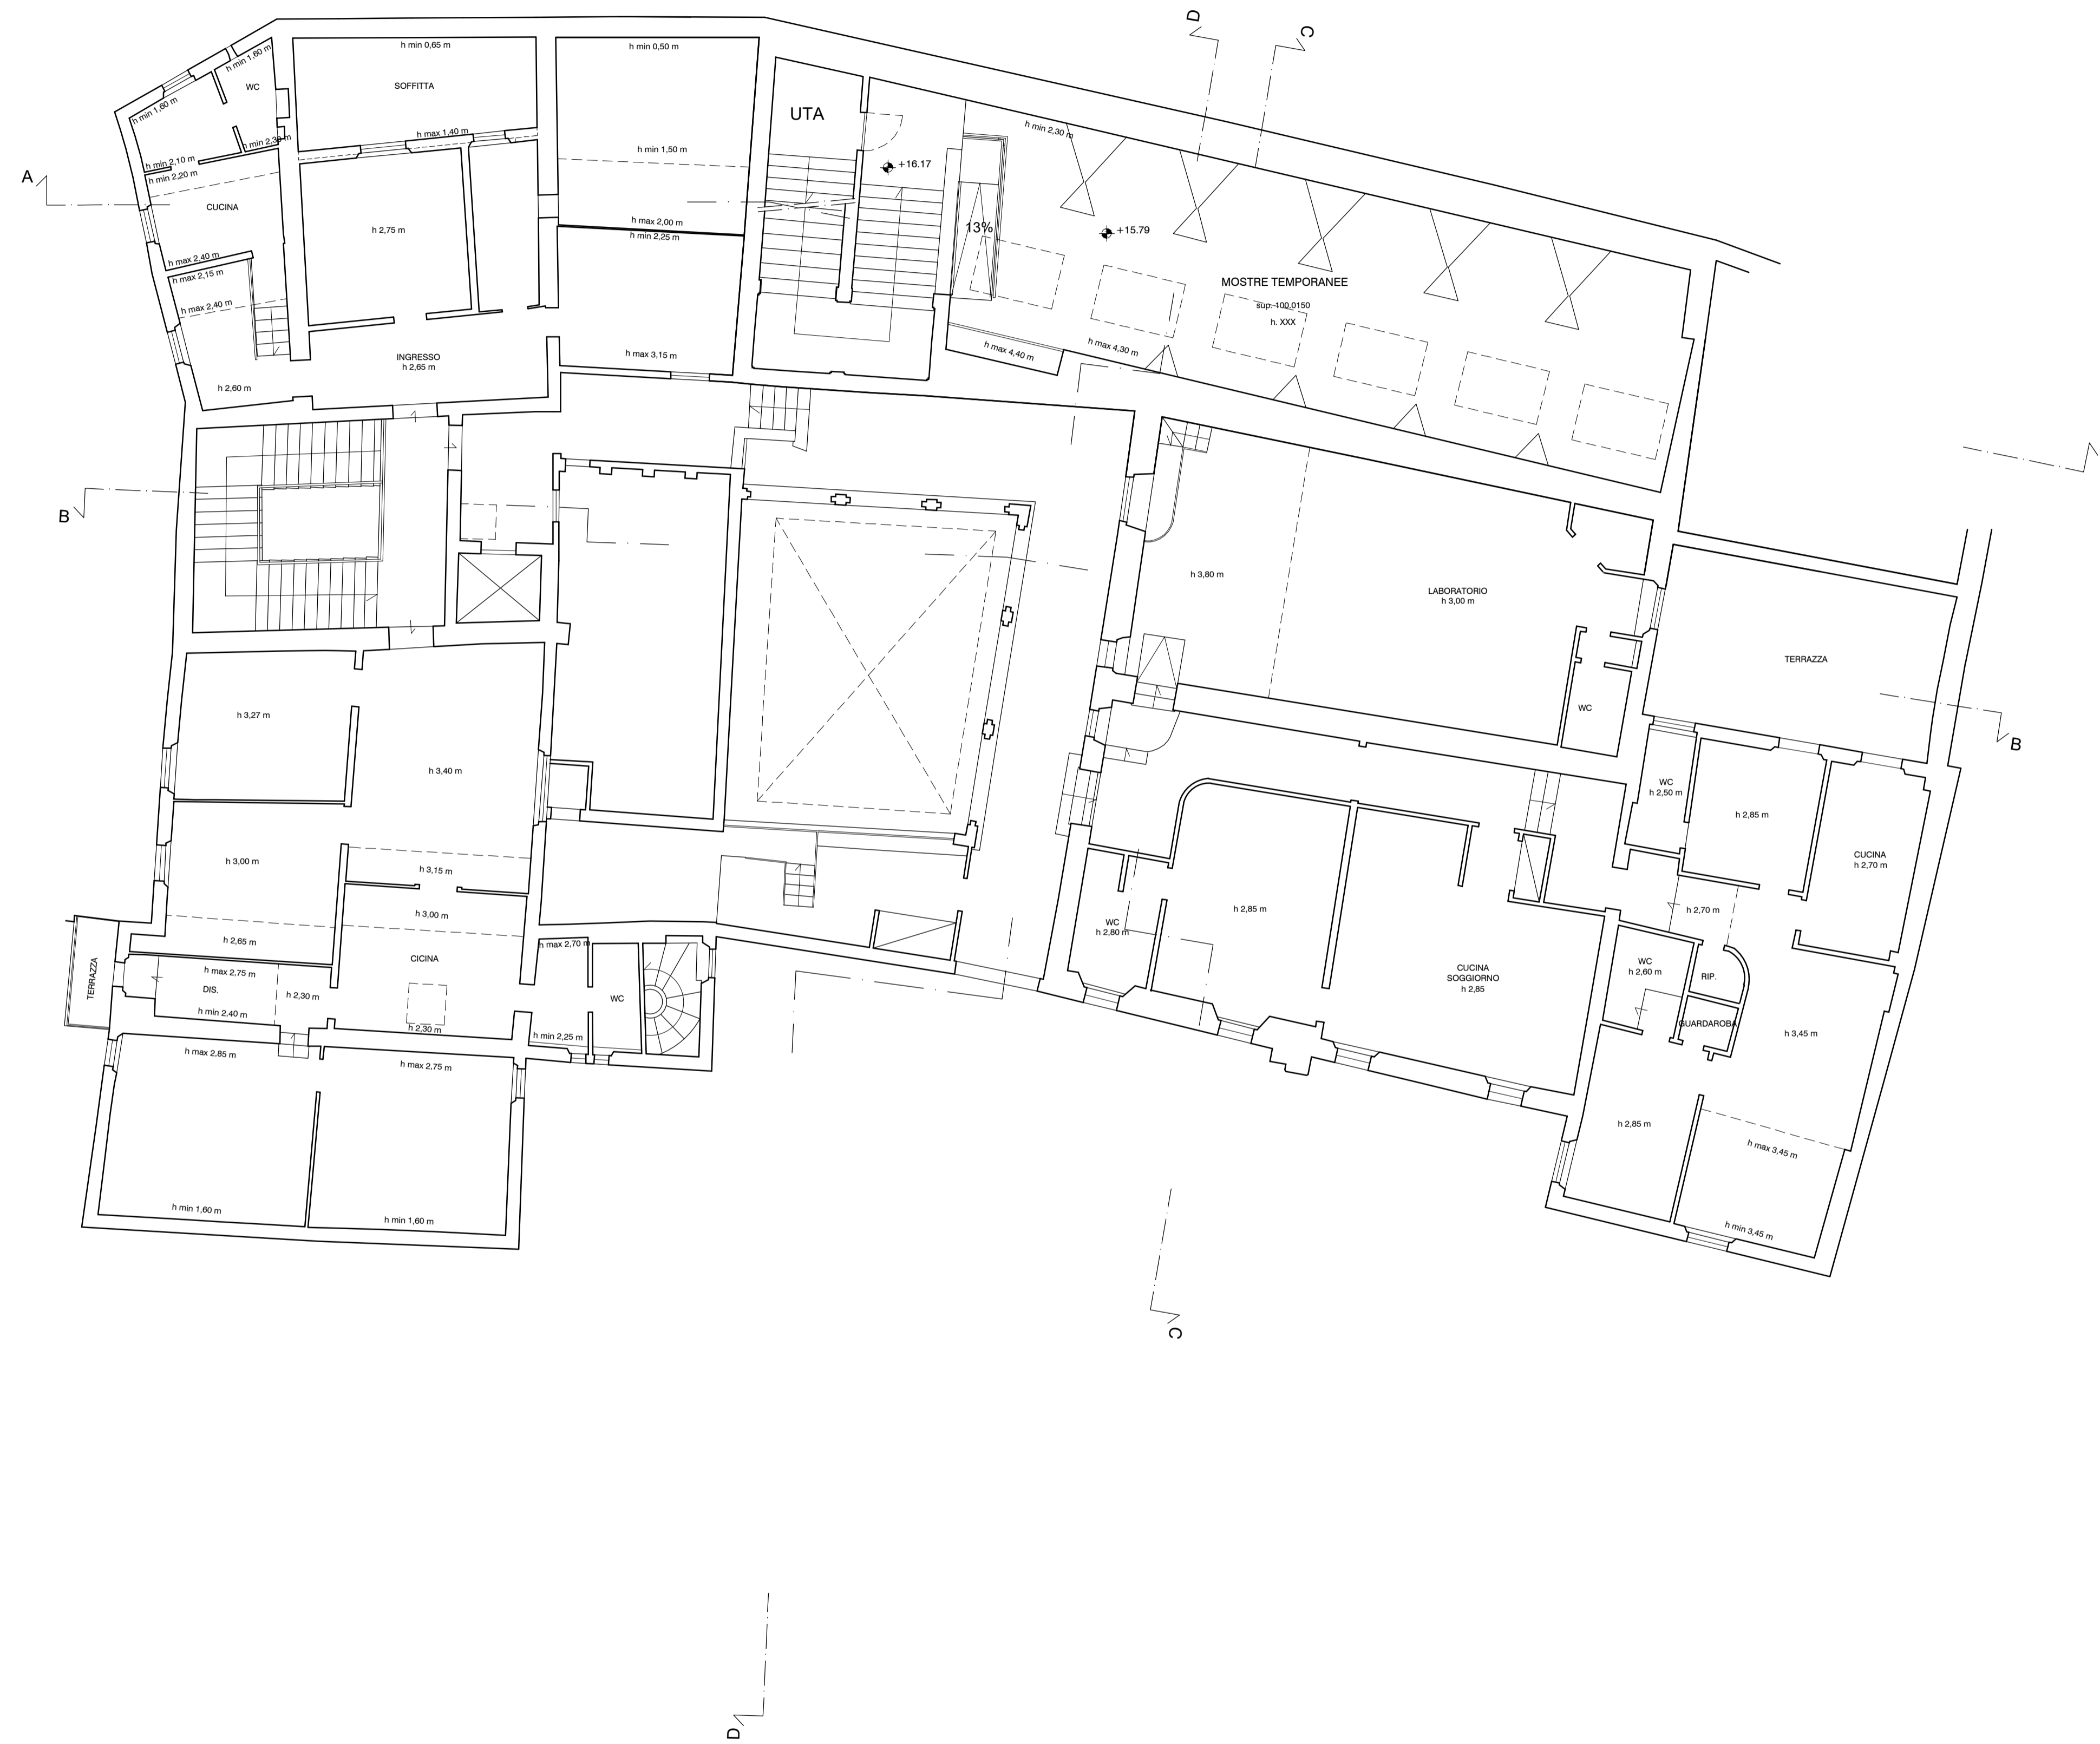 D
C
h min 0,65 m
h min 0,50 m
h min 1,60 m
WC
SOFFITTA
h min 1,60 m
UTA
h min 2,30 m
h max 1,40 m
h min 2,30 m
h min 1,50 m
h min 2,10 m
+16.17
A
h min 2,20 m
CUCINA
h max 2,00 m
h 2,75 m
13%
+15.79
h min 2,25 m
h max 2,40 m
h max 2,15 m
MOSTRE TEMPORANEE
sup. 100.0150
h. XXX
h max 2,40 m
INGRESSO
h 2,65 m
h max 3,15 m
h max 4,40 m
h max 4,30 m
h 2,60 m
B
h 3,80 m
LABORATORIO
h 3,00 m
TERRAZZA
WC
h 3,27 m
B
h 3,40 m
WC
h 2,50 m
h 2,85 m
CUCINA
h 2,70 m
h 3,00 m
h 3,15 m
h 3,00 m
h 2,85 m
h 2,70 m
WC
h 2,80 m
h 2,65 m
h max 2,70 m
CICINA
TERRAZZA
h max 2,75 m
DIS.
h 2,30 m
WC
CUCINA
SOGGIORNO
h 2,85
WC
h 2,60 m
RIP.
h min 2,40 m
h 2,30 m
h min 2,25 m
GUARDAROBA
h 3,45 m
h max 2,85 m
h max 2,75 m
h 2,85 m
h max 3,45 m
h min 1,60 m
h min 1,60 m
h min 3,45 m
C
D